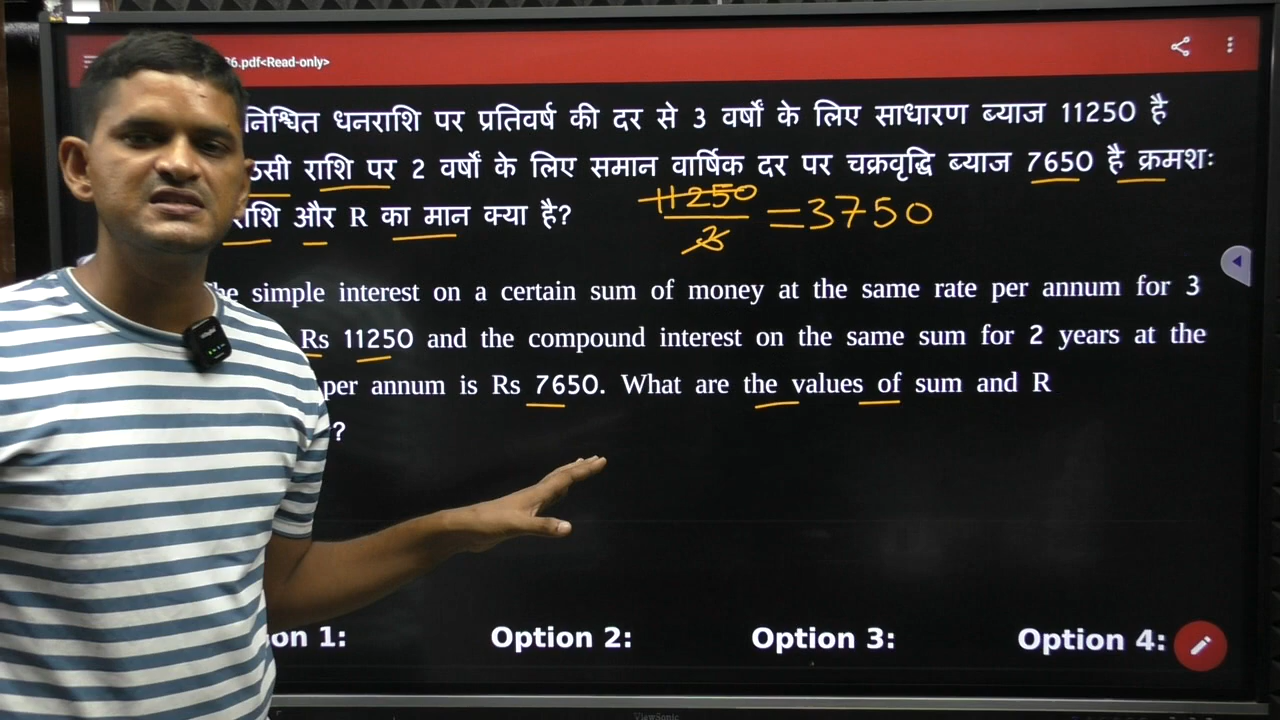 6.pdf<Read-only>
निश्चित धनराशि पर प्रतिवर्ष की दर से 3 वर्षों के लिए साधारण ब्याज 11250 है
उसी राशि पर 2 वर्षों के लिए समान वार्षिक दर पर चक्रवृद्धि ब्याज 7650 है क्रमशः
राशि और R का मान क्या है?
11250
3
=3750
The simple interest on a certain sum of money at the same rate per annum for 3
Rs 11250 and the compound interest on the same sum for 2 years at the
per annum is Rs 7650. What are the values of sum and R
?
on 1: Option 2: Option 3: Option 4:
ViewSonic